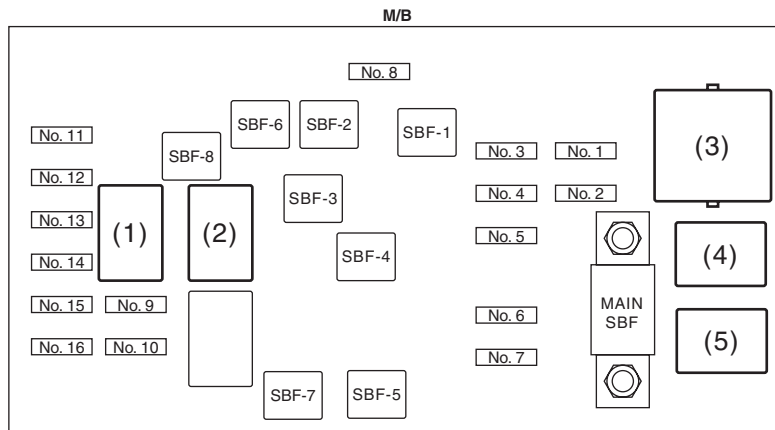 M/B
No. 8
SBF-6
SBF-2
SBF-1
No. 11
SBF-8
No. 3
No. 1
(3)
No. 12
SBF-3
No. 4
No. 2
No. 13
(1)
(2)
No. 5
(4)
No. 14
SBF-4
No. 15
No. 9
MAIN
SBF
No. 6
(5)
No. 16
No. 10
No. 7
SBF-7
SBF-5